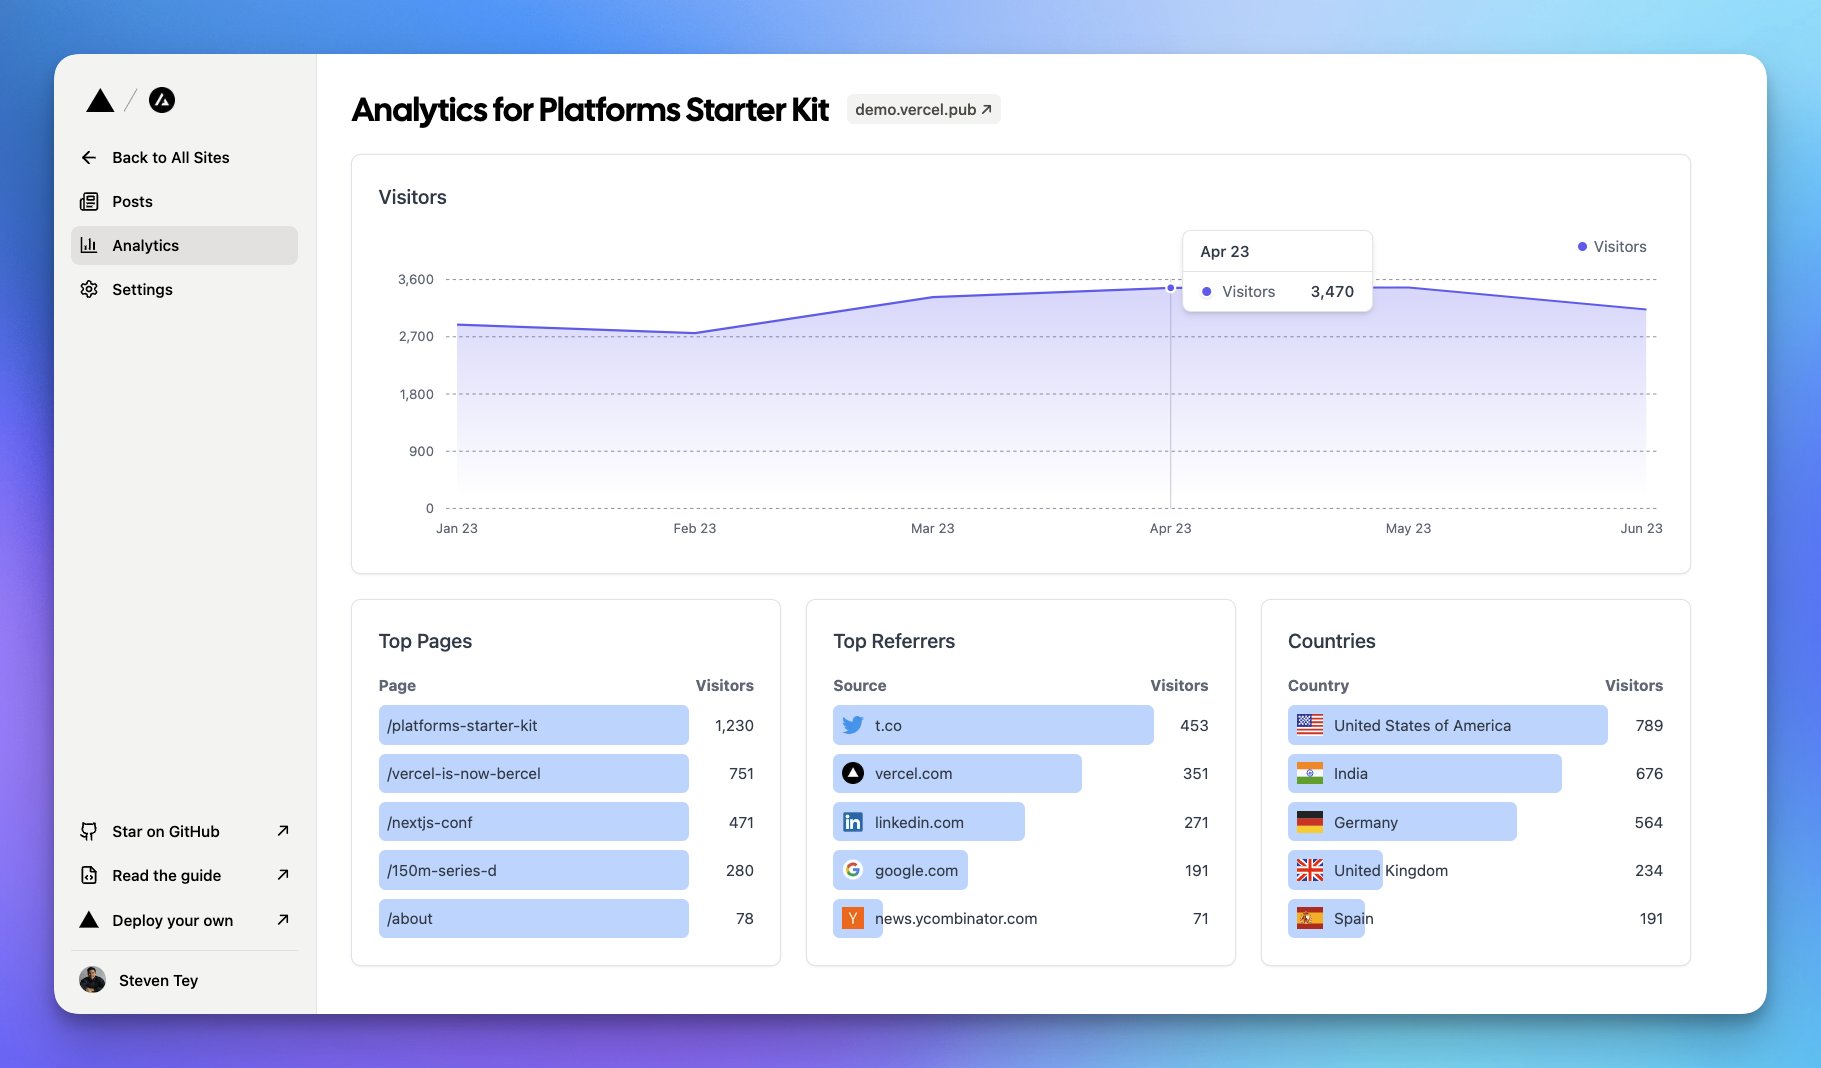 Back to All Sites
Posts
Analytics
Settings
Star on GitHub
Read the guide
Deploy your own
Steven Tey
Analytics for Platforms Starter Kit demo.vercel.pub
Visitors
Visitors
Apr 23
Visitors 3,470
3,600
2,700
1,800
900
0
Jan 23 Feb 23 Mar 23 Apr 23 May 23 Jun 23
Top Pages
Page Visitors
/platforms-starter-kit 1,230
/vercel-is-now-bercel 751
/nextjs-conf 471
/150m-series-d 280
/about 78
Top Referrers
Source Visitors
t.co 453
vercel.com 351
in linkedin.com 271
G google.com 191
Y news.ycombinator.com 71
Countries
Country Visitors
United States of America 789
India 676
Germany 564
United Kingdom 234
Spain 191